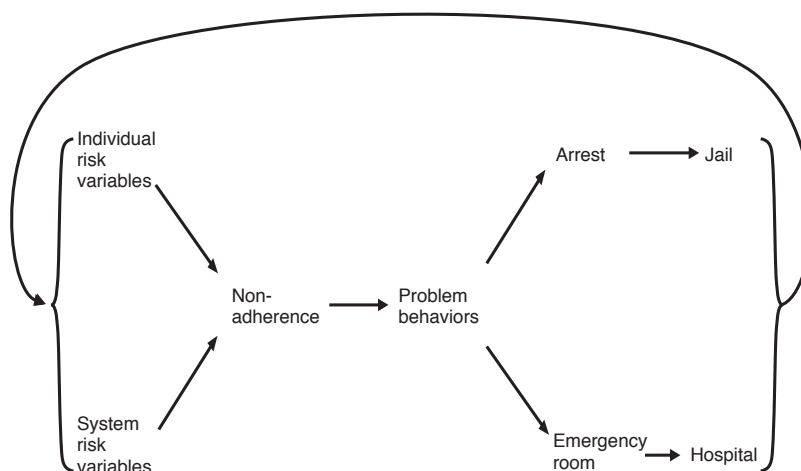 Individual
risk
variables
Arrest
Jail
Non-
adherence
Problem
behaviors
System
risk
variables
Emergency
room
Hospital